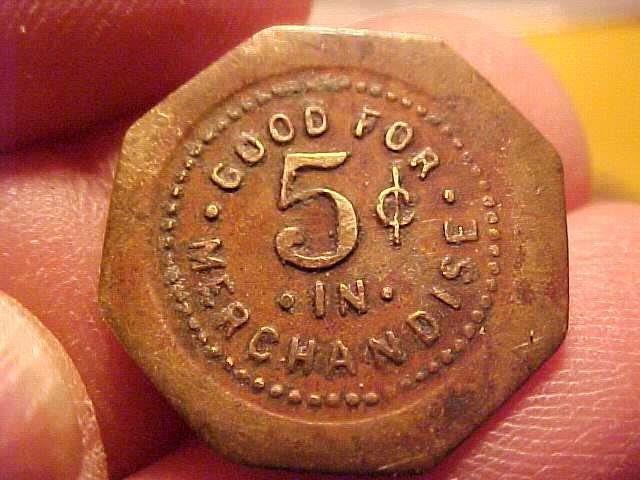 · GOOD FOR ·
5¢
· IN ·
MERCHANDISE